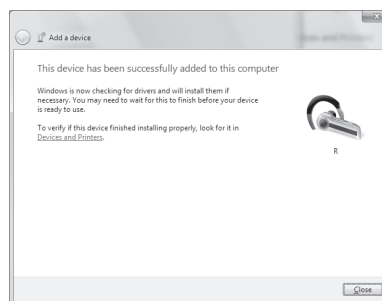 Add a device
This device has been successfully added to this computer
Windows is now checking for drivers and will install them if
necessary. You may need to wait for this to finish before your device
is ready to use.
To verify if this device finished installing properly, look for it in
Devices and Printers.
R
Close